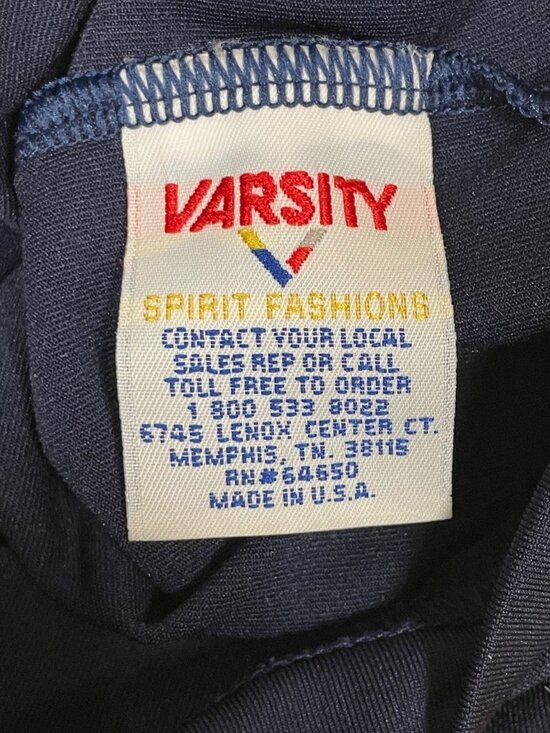 VARSITY
SPIRIT FASHIONS
CONTACT YOUR LOCAL
SALES REP OR CALL
TOLL FREE TO ORDER
1 800 533 8022
6745 LENOX CENTER CT.
MEMPHIS, TN. 38115
RN#64650
MADE IN U.S.A.